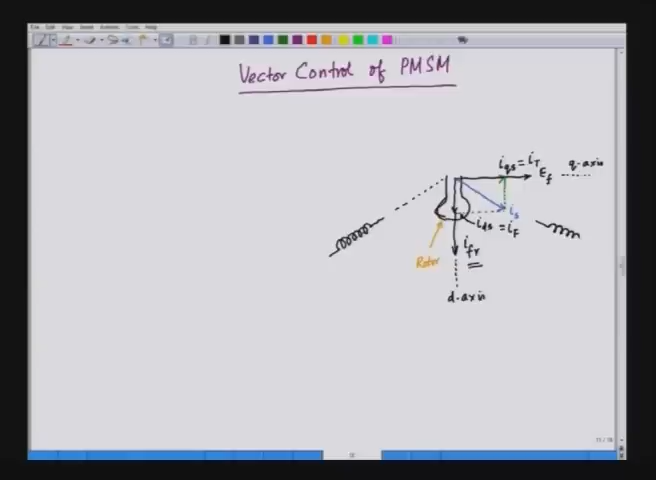 Vector Control of PMSM
iqs = iT
Ef
q-axis
is
ids = iF
ifr
Rotor
d-axis